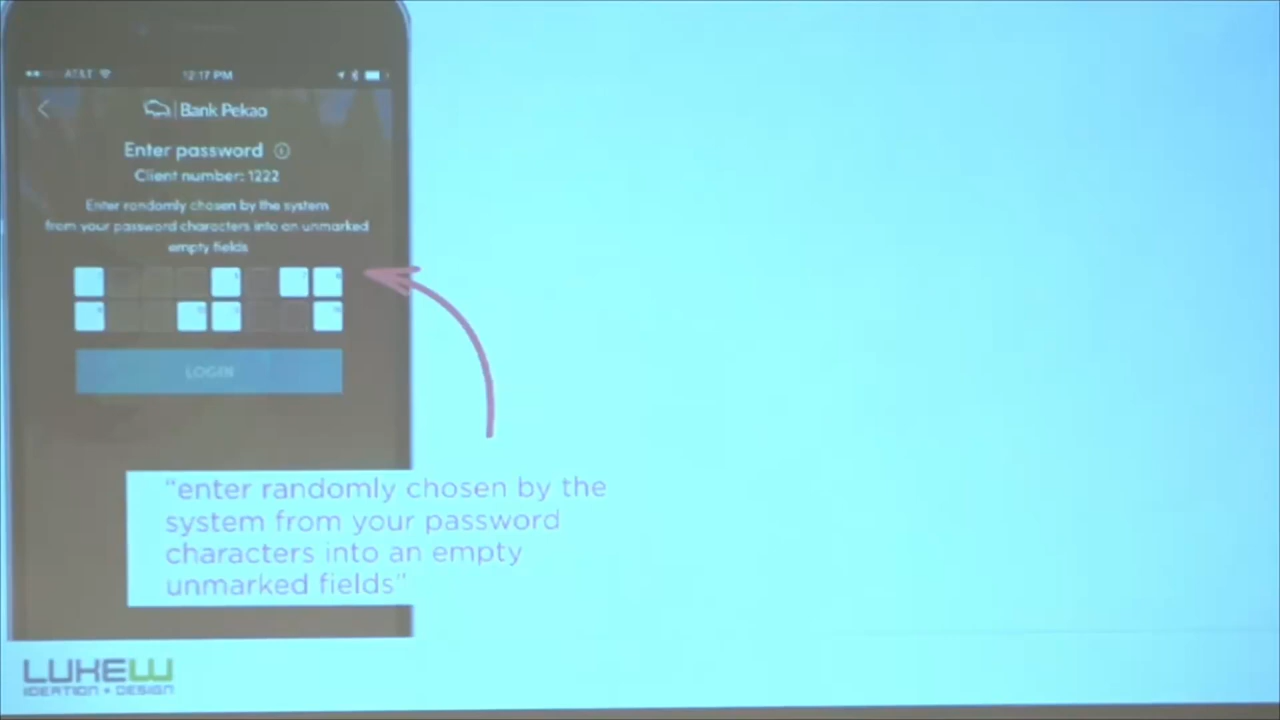 AT&T
12:17 PM
Bank Pekao
Enter password
Client number: 1222
Enter randomly chosen by the system
from your password characters into an unmarked
empty fields
LOGIN
“enter randomly chosen by the
system from your password
characters into an empty
unmarked fields”
LUKEW
IDEATION + DESIGN